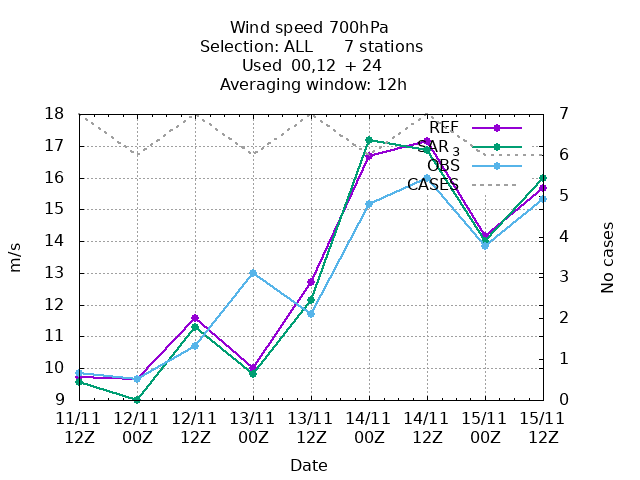 Wind speed 700hPa
Selection: ALL 7 stations
Used 00,12 + 24
Averaging window: 12h
18
17
16
15
14
13
12
11
10
9
7
6
5
4
3
2
1
0
m/s
No cases
REF
SAR 3
OBS
CASES
11/11 12/11 12/11 13/11 13/11 14/11 14/11 15/11 15/11
12Z 00Z 12Z 00Z 12Z 00Z 12Z 00Z 12Z
Date